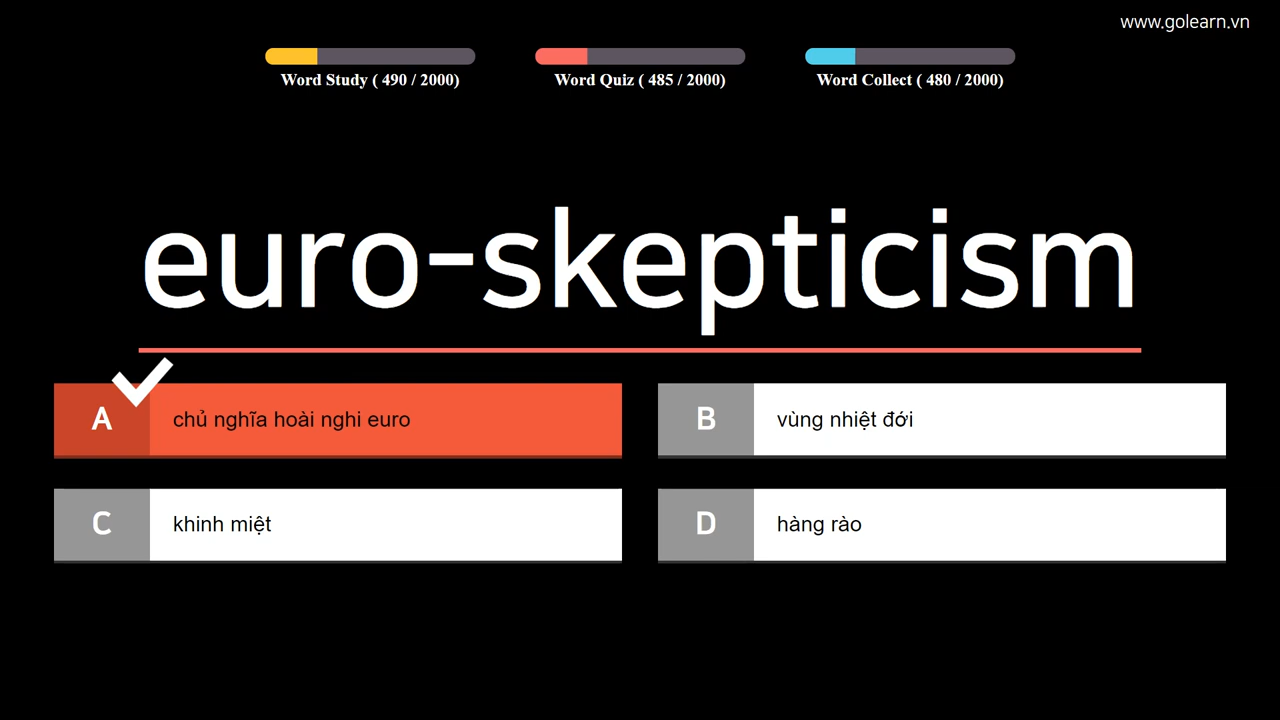 www.golearn.vn
Word Study ( 490 / 2000)
Word Quiz ( 485 / 2000)
Word Collect ( 480 / 2000)
euro-skepticism
A chủ nghĩa hoài nghi euro
B vùng nhiệt đới
C khinh miệt
D hàng rào